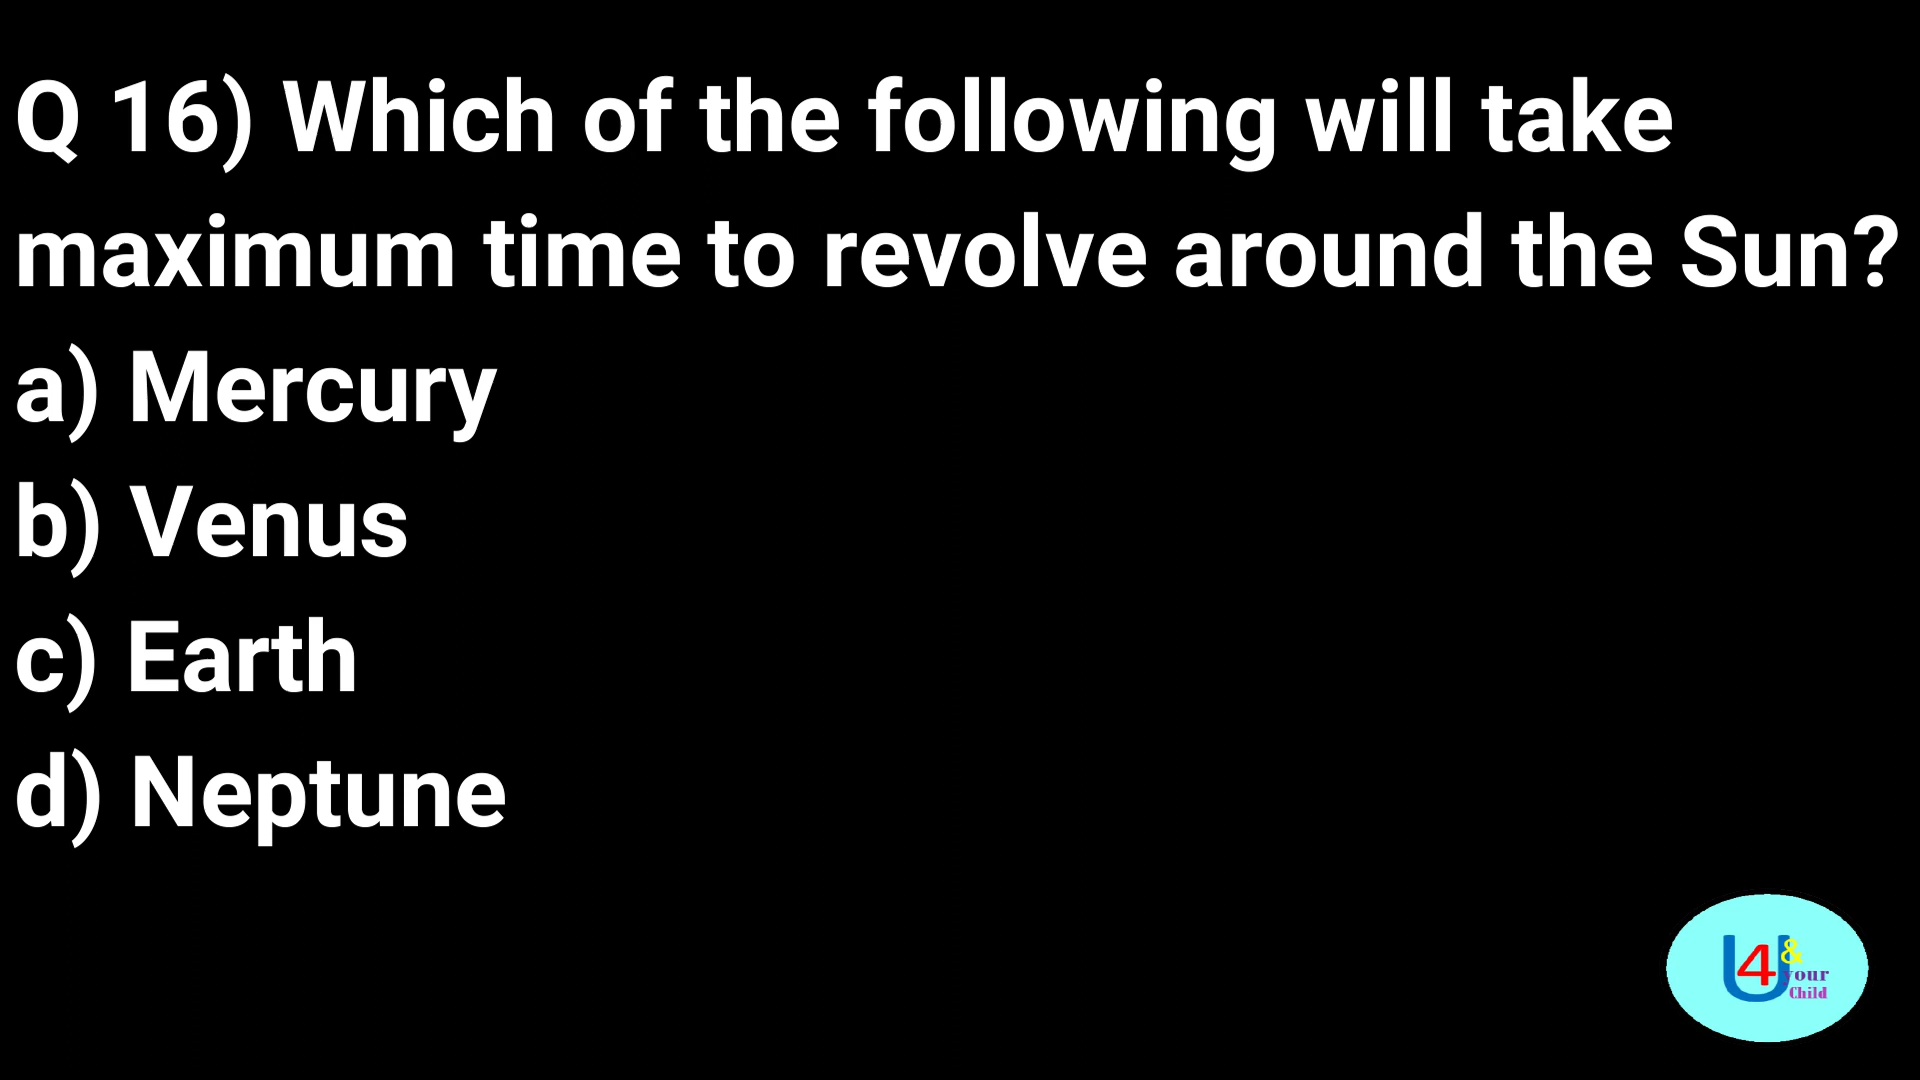 Q 16) Which of the following will take
maximum time to revolve around the Sun?
a) Mercury
b) Venus
c) Earth
d) Neptune
U4 &
your
Child